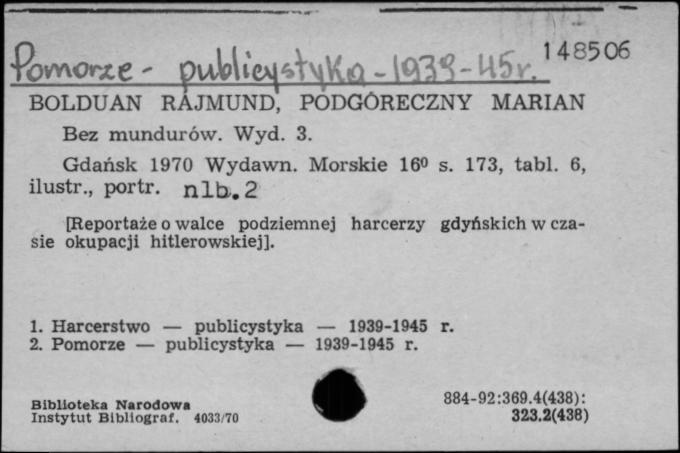 148506
Pomorze - publicystyka - 1939-45r.
BOLDUAN RAJMUND, PODGÓRECZNY MARIAN
Bez mundurów. Wyd. 3.
Gdańsk 1970 Wydawn. Morskie 16⁰ s. 173, tabl. 6,
ilustr., portr. nlb. 2
[Reportaże o walce podziemnej harcerzy gdyńskich w cza-
sie okupacji hitlerowskiej].
1. Harcerstwo — publicystyka — 1939-1945 r.
2. Pomorze — publicystyka — 1939-1945 r.
884-92:369.4(438):
323.2(438)
Biblioteka Narodowa
Instytut Bibliograf. 4033/70